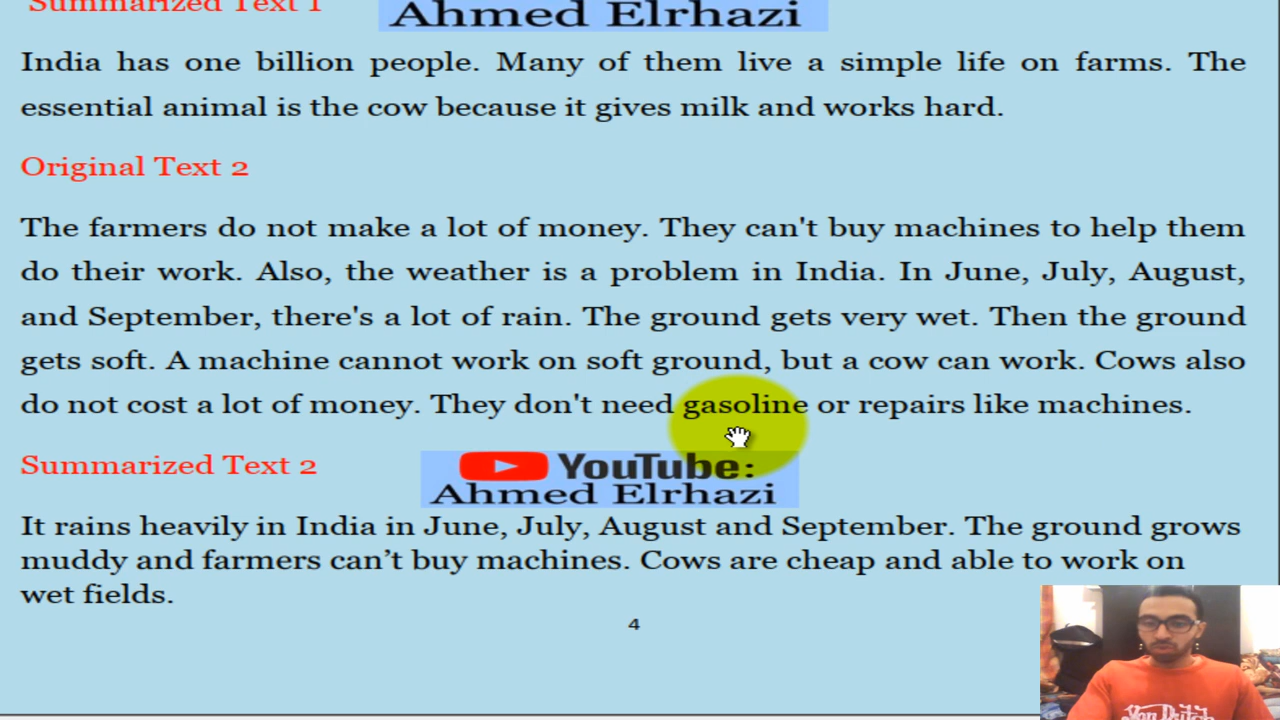 Summarized Text 1
Ahmed Elrhazi
India has one billion people. Many of them live a simple life on farms. The
essential animal is the cow because it gives milk and works hard.
Original Text 2
The farmers do not make a lot of money. They can't buy machines to help them
do their work. Also, the weather is a problem in India. In June, July, August,
and September, there's a lot of rain. The ground gets very wet. Then the ground
gets soft. A machine cannot work on soft ground, but a cow can work. Cows also
do not cost a lot of money. They don't need gasoline or repairs like machines.
Summarized Text 2
YouTube:
Ahmed Elrhazi
It rains heavily in India in June, July, August and September. The ground grows
muddy and farmers can’t buy machines. Cows are cheap and able to work on
wet fields.
4
Von Dutch